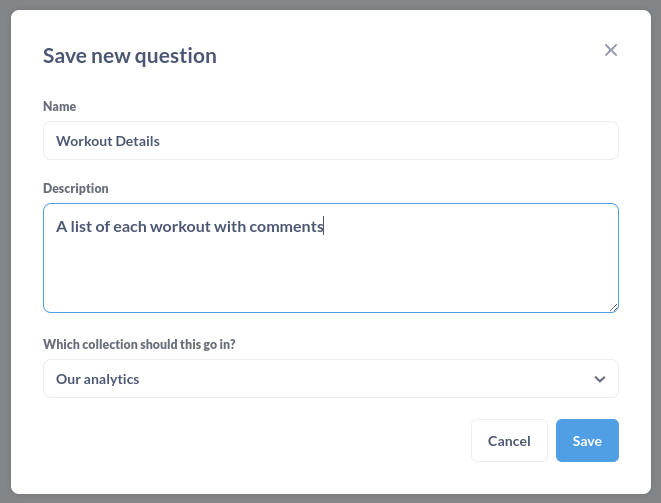 Save new question
Name
Workout Details
Description
A list of each workout with comments
Which collection should this go in?
Our analytics
Cancel
Save